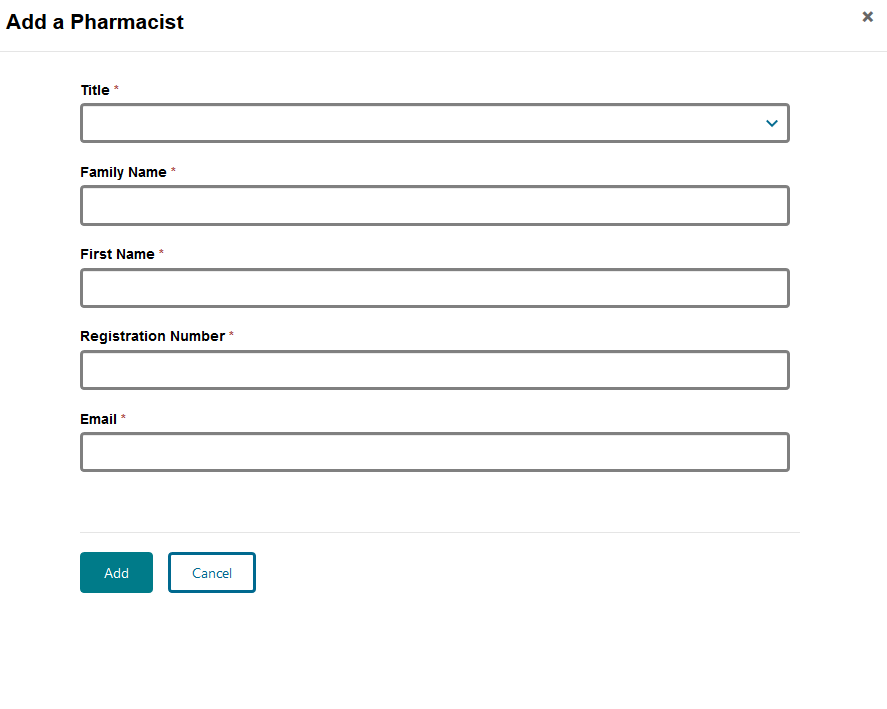 Add a Pharmacist
Title *
Family Name *
First Name *
Registration Number *
Email *
Add Cancel